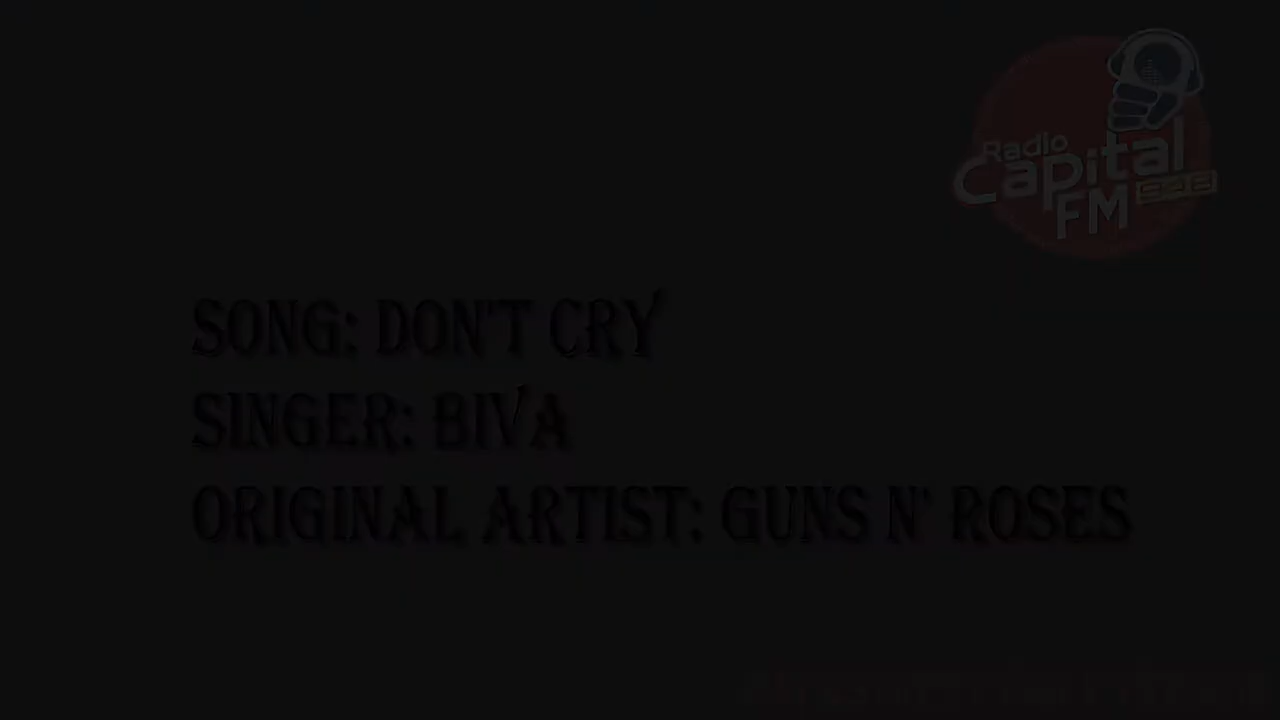 Radio
Capital
FM
SONG: DON'T CRY
SINGER: BIVA
ORIGINAL ARTIST: GUNS N' ROSES